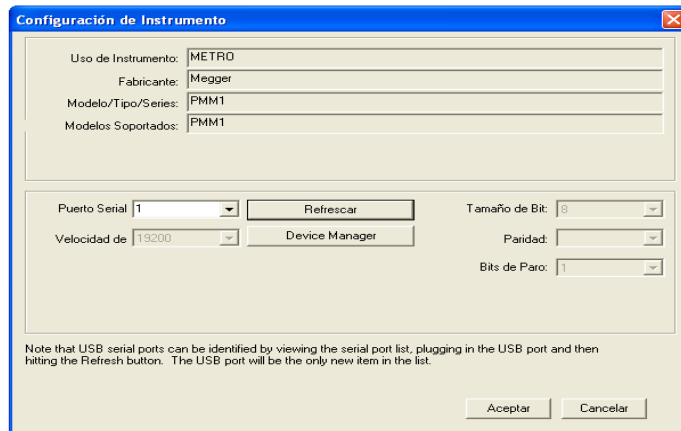 Configuración de Instrumento
Uso de Instrumento: METRO
Fabricante: Megger
Modelo/Tipo/Series: PMM1
Modelos Soportados: PMM1
Puerto Serial 1 Refrescar Tamaño de Bit: 8
Velocidad de 19200 Device Manager Paridad:
Bits de Paro: 1
Note that USB serial ports can be identified by viewing the serial port list, plugging in the USB port and then
hitting the Refresh button. The USB port will be the only new item in the list.
Aceptar Cancelar